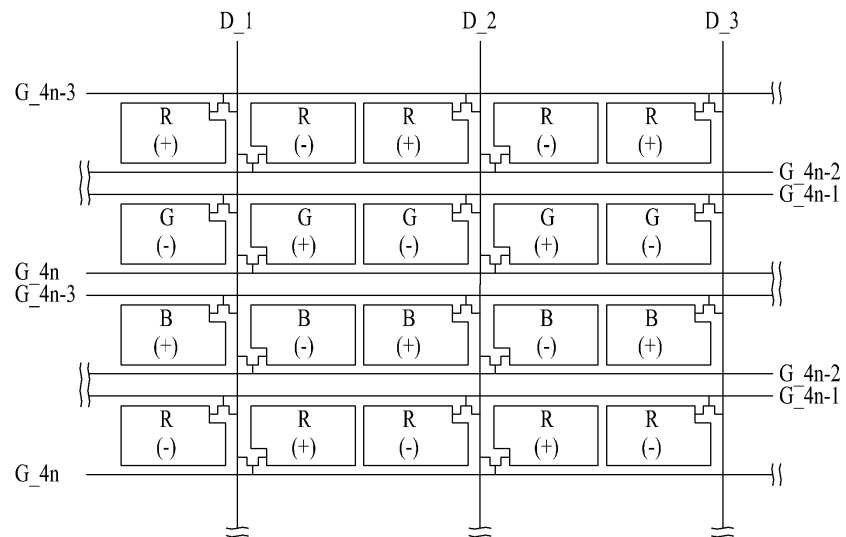 D_1 D_2 D_3
G_4n-3
R R R R R
(+) (-) (+) (-) (+)
G_4n-2
G_4n-1
G G G G G
(-) (+) (-) (+) (-)
G_4n
G_4n-3
B B B B B
(+) (-) (+) (-) (+)
G_4n-2
G_4n-1
R R R R R
(-) (+) (-) (+) (-)
G_4n